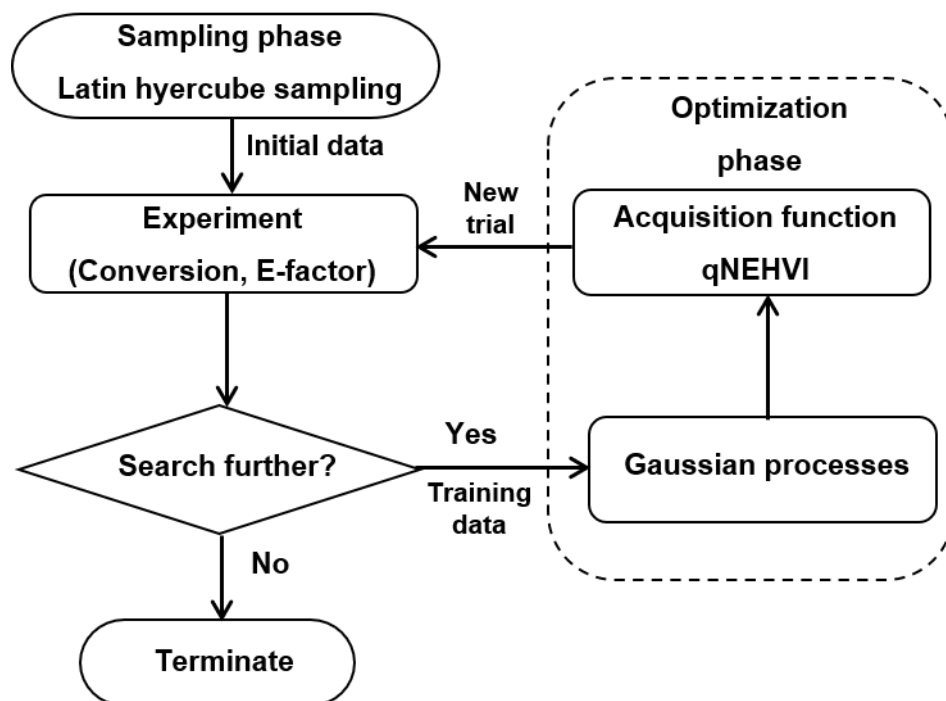 Sampling phase
Latin hyercube sampling
Initial data
Optimization
phase
New
trial
Experiment
(Conversion, E-factor)
Acquisition function
qNEHVI
Search further?
Yes
Training
data
Gaussian processes
No
Terminate